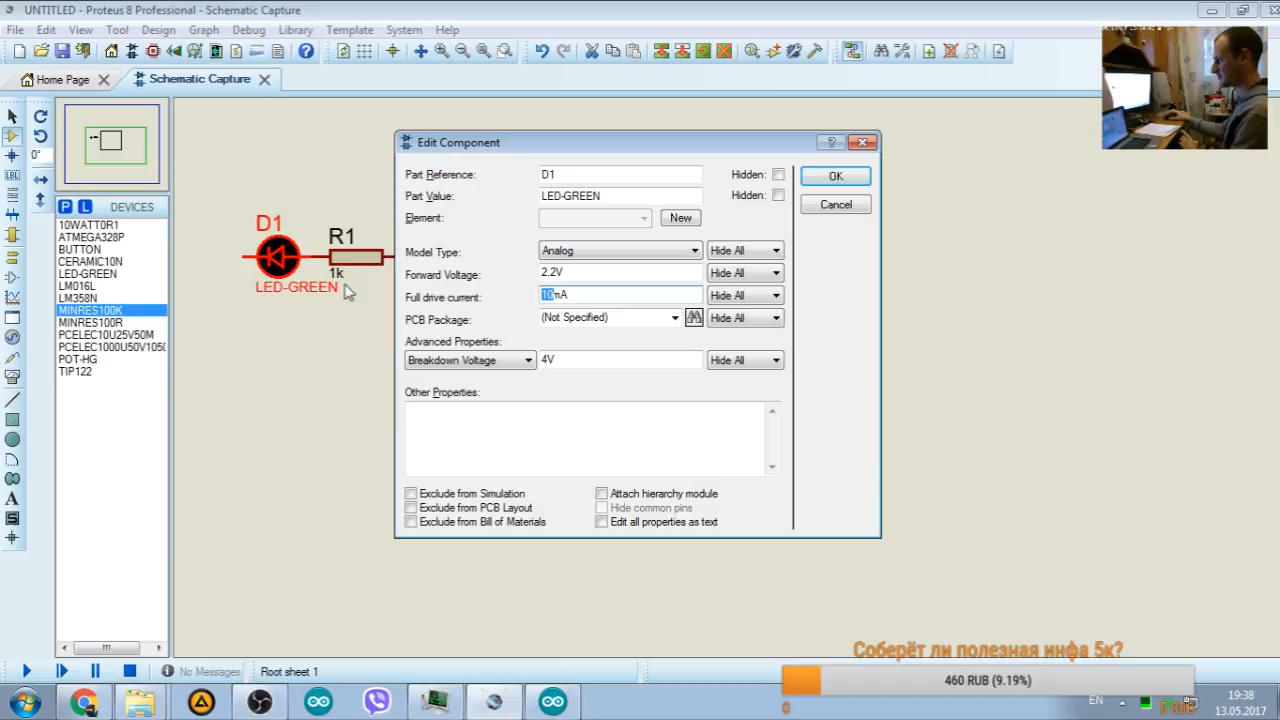 UNTITLED - Proteus 8 Professional - Schematic Capture
File Edit View Tool Design Graph Debug Library Template System Help
Home Page
Schematic Capture
0°
P L DEVICES
10WATT0R1
ATMEGA328P
BUTTON
CERAMIC10N
LED-GREEN
LM016L
LM358N
MINRES100K
MINRES100R
PCELEC10U25V50M
PCELEC1000U50V105
POT-HG
TIP122
LBL
A
S
D1
R1
1k
LED-GREEN
Edit Component
Part Reference: D1 Hidden:
Part Value: LED-GREEN Hidden:
Element: New
Model Type: Analog Hide All
Forward Voltage: 2.2V Hide All
Full drive current: 10mA Hide All
PCB Package: (Not Specified) Hide All
Advanced Properties:
Breakdown Voltage 4V Hide All
Other Properties:
Exclude from Simulation
Exclude from PCB Layout
Exclude from Bill of Materials
Attach hierarchy module
Hide common pins
Edit all properties as text
OK
Cancel
No Messages
Root sheet 1
Соберёт ли полезная инфа 5к?
460 RUB (9.19%)
0
EN
19:38
13.05.2017